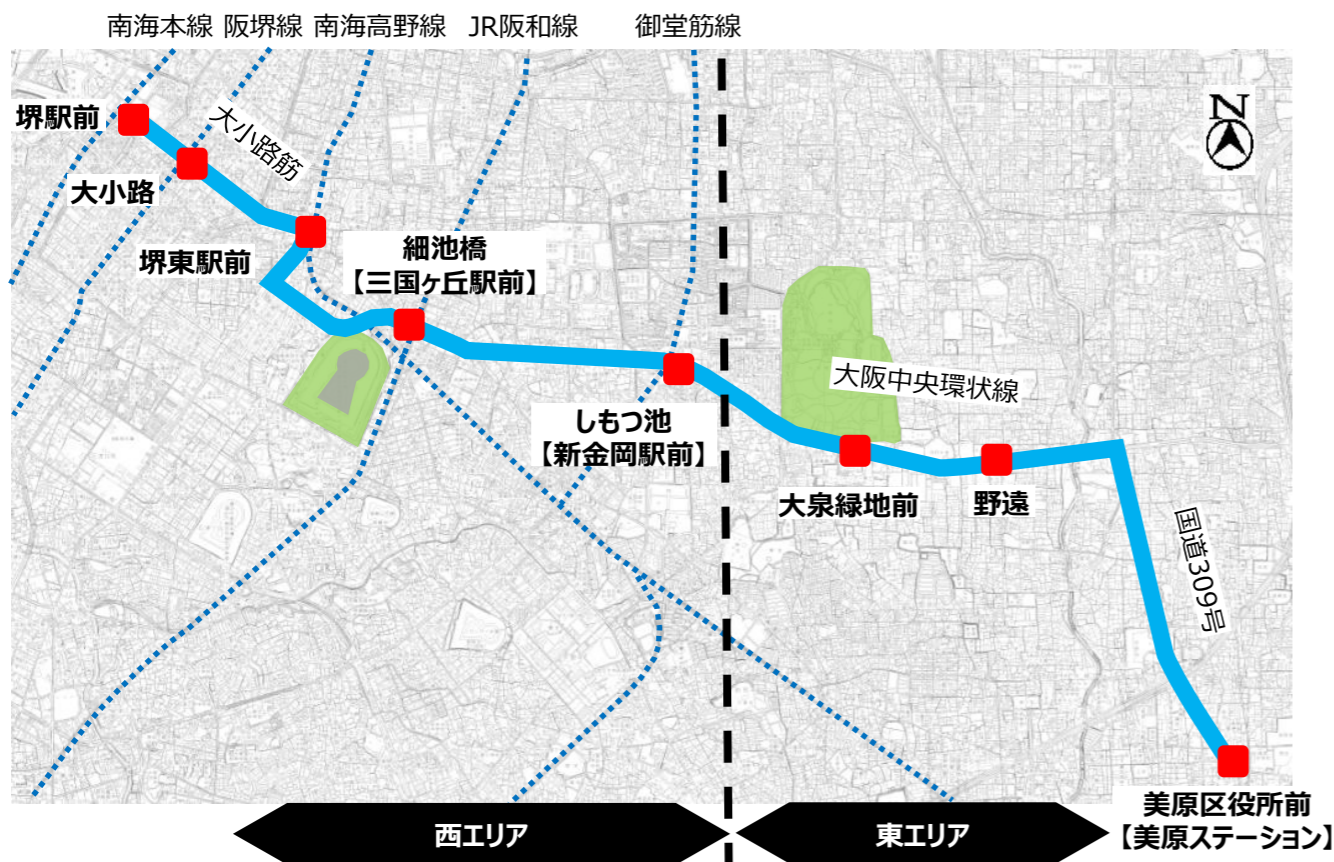 南海本線 阪堺線 南海高野線 JR阪和線 御堂筋線
堺駅前
大小路筋
N
大小路
堺東駅前
細池橋
【三国ヶ丘駅前】
大阪中央環状線
しもつ池
【新金岡駅前】
大泉緑地前
野遠
国道309号
美原区役所前
【美原ステーション】
西エリア
東エリア